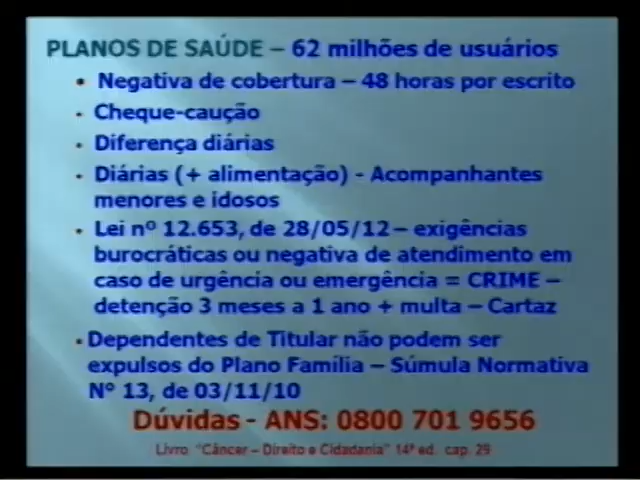 PLANOS DE SAÚDE – 62 milhões de usuários
• Negativa de cobertura – 48 horas por escrito
• Cheque-caução
• Diferença diárias
• Diárias (+ alimentação) - Acompanhantes
menores e idosos
• Lei nº 12.653, de 28/05/12 – exigências
burocráticas ou negativa de atendimento em
caso de urgência ou emergência = CRIME –
detenção 3 meses a 1 ano + multa – Cartaz
• Dependentes de Titular não podem ser
expulsos do Plano Família – Súmula Normativa
Nº 13, de 03/11/10
Dúvidas - ANS: 0800 701 9656
Livro "Câncer – Direito e Cidadania" 14ª ed. cap. 29